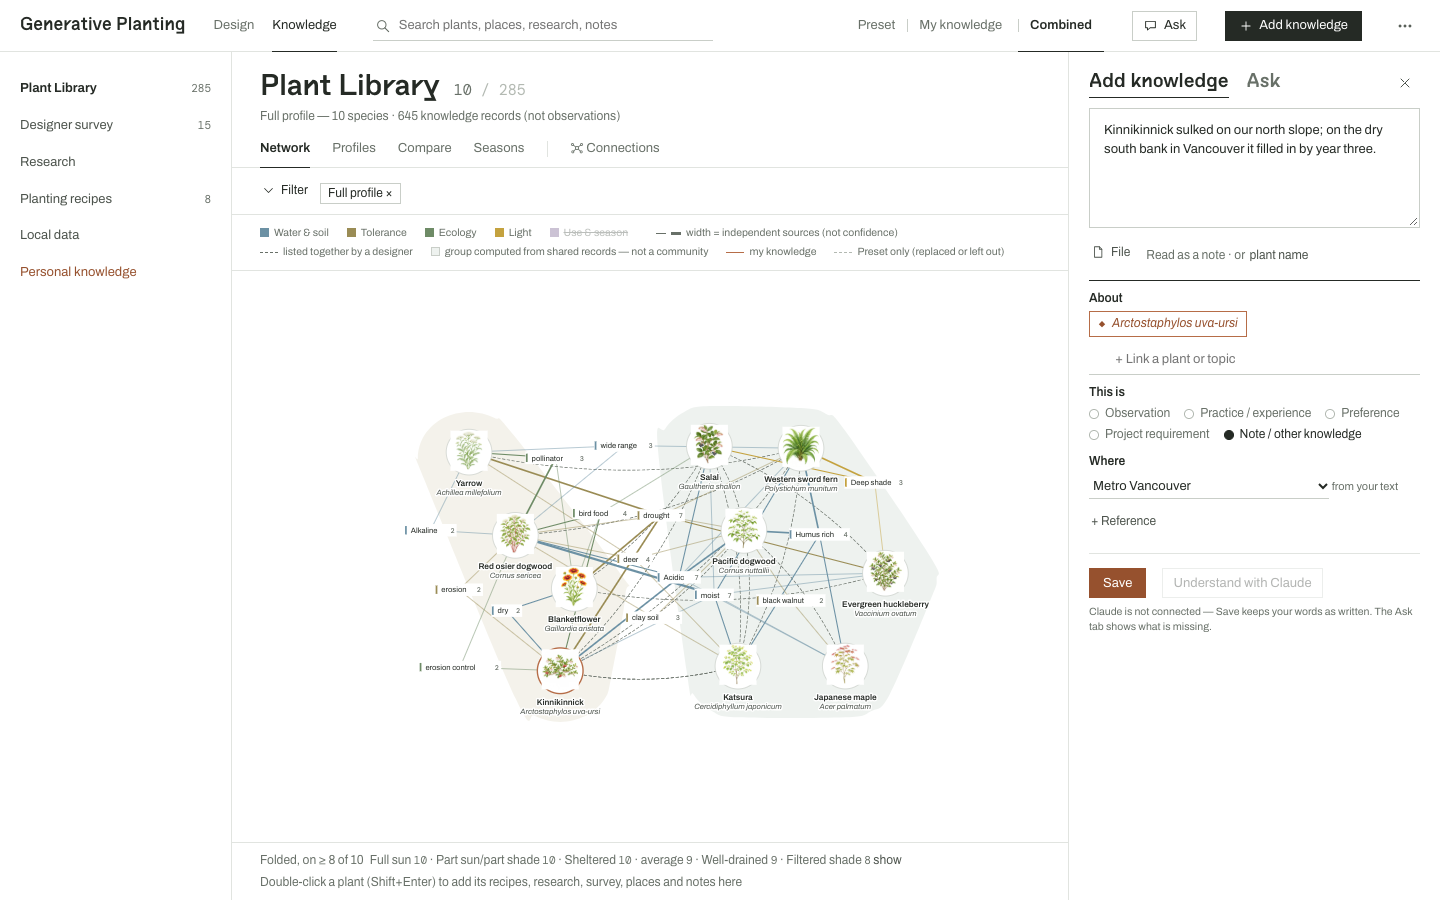 Generative Planting
Design
Knowledge
Search plants, places, research, notes
Preset
My knowledge
Combined
Ask
+ Add knowledge
Plant Library 285
Designer survey 15
Research
Planting recipes 8
Local data
Personal knowledge
Plant Library 10 / 285
Full profile — 10 species · 645 knowledge records (not observations)
Network Profiles Compare Seasons Connections
Filter Full profile ×
Water & soil Tolerance Ecology Light Use & season width = independent sources (not confidence)
listed together by a designer group computed from shared records — not a community my knowledge Preset only (replaced or left out)
wide range 3
pollinator 3
Yarrow
Achillea millefolium
Salal
Gaultheria shallon
Western sword fern
Polystichum munitum
Deep shade 3
bird food 4
drought 7
Alkaline 2
Humus rich 4
deer 4
Red osier dogwood
Cornus sericea
Pacific dogwood
Cornus nuttallii
Acidic 7
erosion 2
moist 7
black walnut 2
Evergreen huckleberry
Vaccinium ovatum
dry 2
Blanketflower
Gaillardia aristata
clay soil 3
erosion control 2
Kinnikinnick
Arctostaphylos uva-ursi
Katsura
Cercidiphyllum japonicum
Japanese maple
Acer palmatum
Folded, on ≥ 8 of 10 Full sun 10 · Part sun/part shade 10 · Sheltered 10 · average 9 · Well-drained 9 · Filtered shade 8 show
Double-click a plant (Shift+Enter) to add its recipes, research, survey, places and notes here
Add knowledge Ask
Kinnikinnick sulked on our north slope; on the dry
south bank in Vancouver it filled in by year three.
File Read as a note · or plant name
About
Arctostaphylos uva-ursi
+ Link a plant or topic
This is
Observation Practice / experience Preference
Project requirement Note / other knowledge
Where
Metro Vancouver from your text
+ Reference
Save Understand with Claude
Claude is not connected — Save keeps your words as written. The Ask
tab shows what is missing.